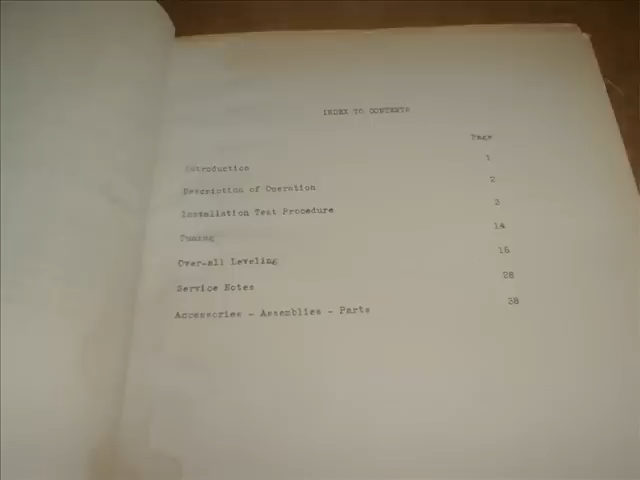 INDEX TO CONTENTS
Page
Introduction 1
Description of Operation 2
Installation Test Procedure 3
Tuning 14
Over-all Leveling 16
Service Notes 28
Accessories - Assemblies - Parts 38